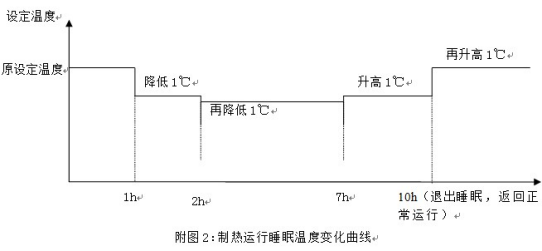 设定温度
再升高1℃
原设定温度
降低1℃
升高1℃
再降低1℃
1h
2h
7h
10h（退出睡眠，返回正
常运行）
附图2：制热运行睡眠温度变化曲线